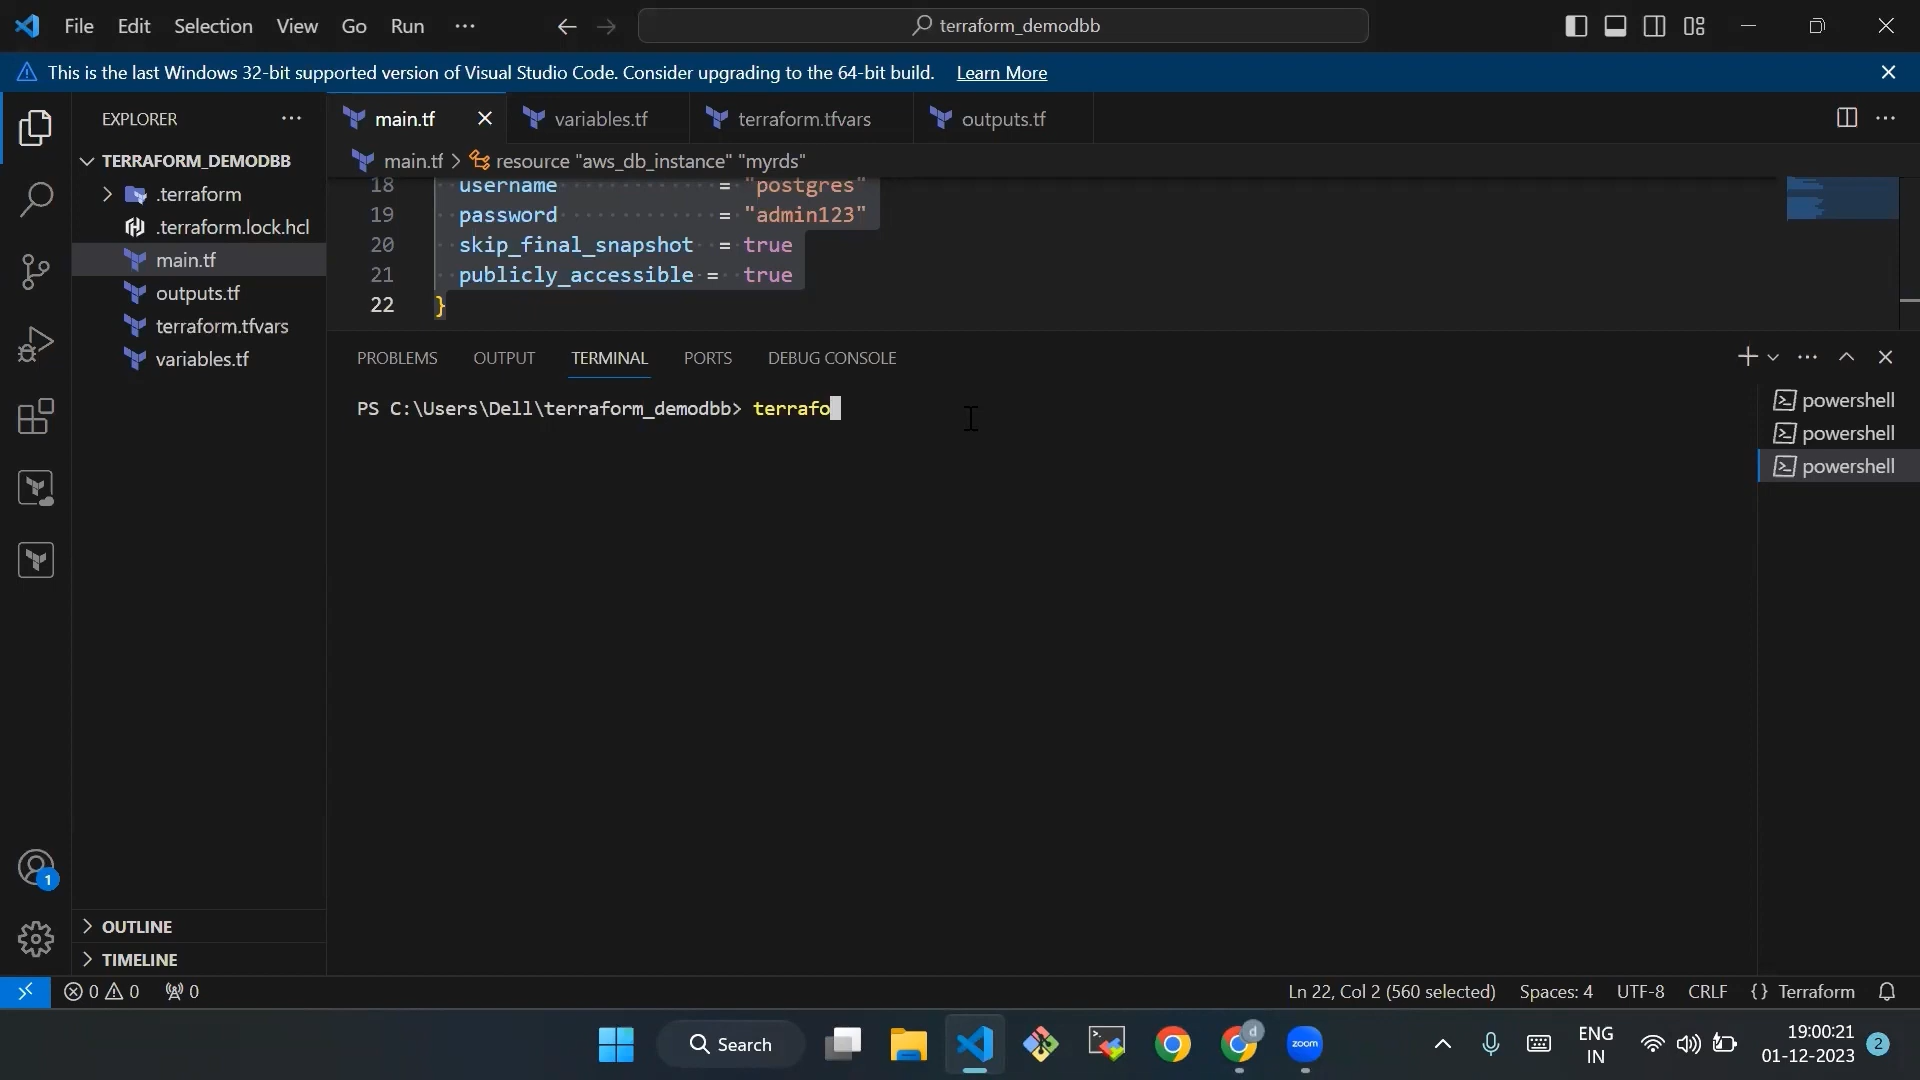 File Edit Selection View Go Run ···
terraform_demodbb
This is the last Windows 32-bit supported version of Visual Studio Code. Consider upgrading to the 64-bit build. Learn More
EXPLORER ···
TERRAFORM_DEMODBB
.terraform
.terraform.lock.hcl
main.tf
outputs.tf
terraform.tfvars
variables.tf
OUTLINE
TIMELINE
main.tf variables.tf terraform.tfvars outputs.tf
main.tf > resource "aws_db_instance" "myrds"
18 username = "postgres"
19 password = "admin123"
20 skip_final_snapshot = true
21 publicly_accessible = true
22 }
PROBLEMS OUTPUT TERMINAL PORTS DEBUG CONSOLE
PS C:\Users\Dell\terraform_demodbb> terrafo
powershell
powershell
powershell
1
0 0 0 Ln 22, Col 2 (560 selected) Spaces: 4 UTF-8 CRLF {} Terraform
Search
d
zoom
ENG
IN
19:00:21
01-12-2023
2